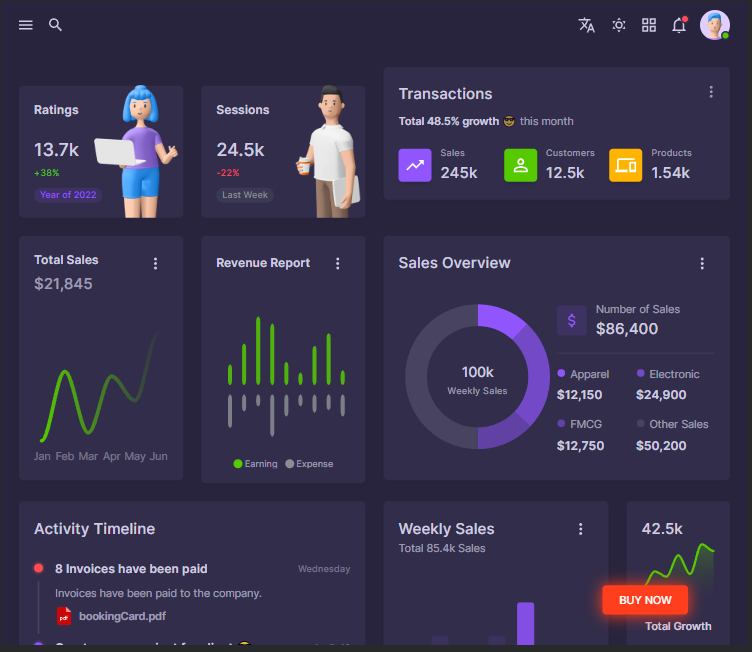 Ratings
13.7k
+38%
Year of 2022
Sessions
24.5k
-22%
Last Week
Transactions
Total 48.5% growth 😎 this month
Sales
245k
Customers
12.5k
Products
1.54k
Total Sales
$21,845
Jan Feb Mar Apr May Jun
Revenue Report
Earning Expense
Sales Overview
100k
Weekly Sales
$
Number of Sales
$86,400
Apparel
$12,150
Electronic
$24,900
FMCG
$12,750
Other Sales
$50,200
Activity Timeline
8 Invoices have been paid
Wednesday
Invoices have been paid to the company.
pdf
bookingCard.pdf
Weekly Sales
Total 85.4k Sales
42.5k
BUY NOW
Total Growth